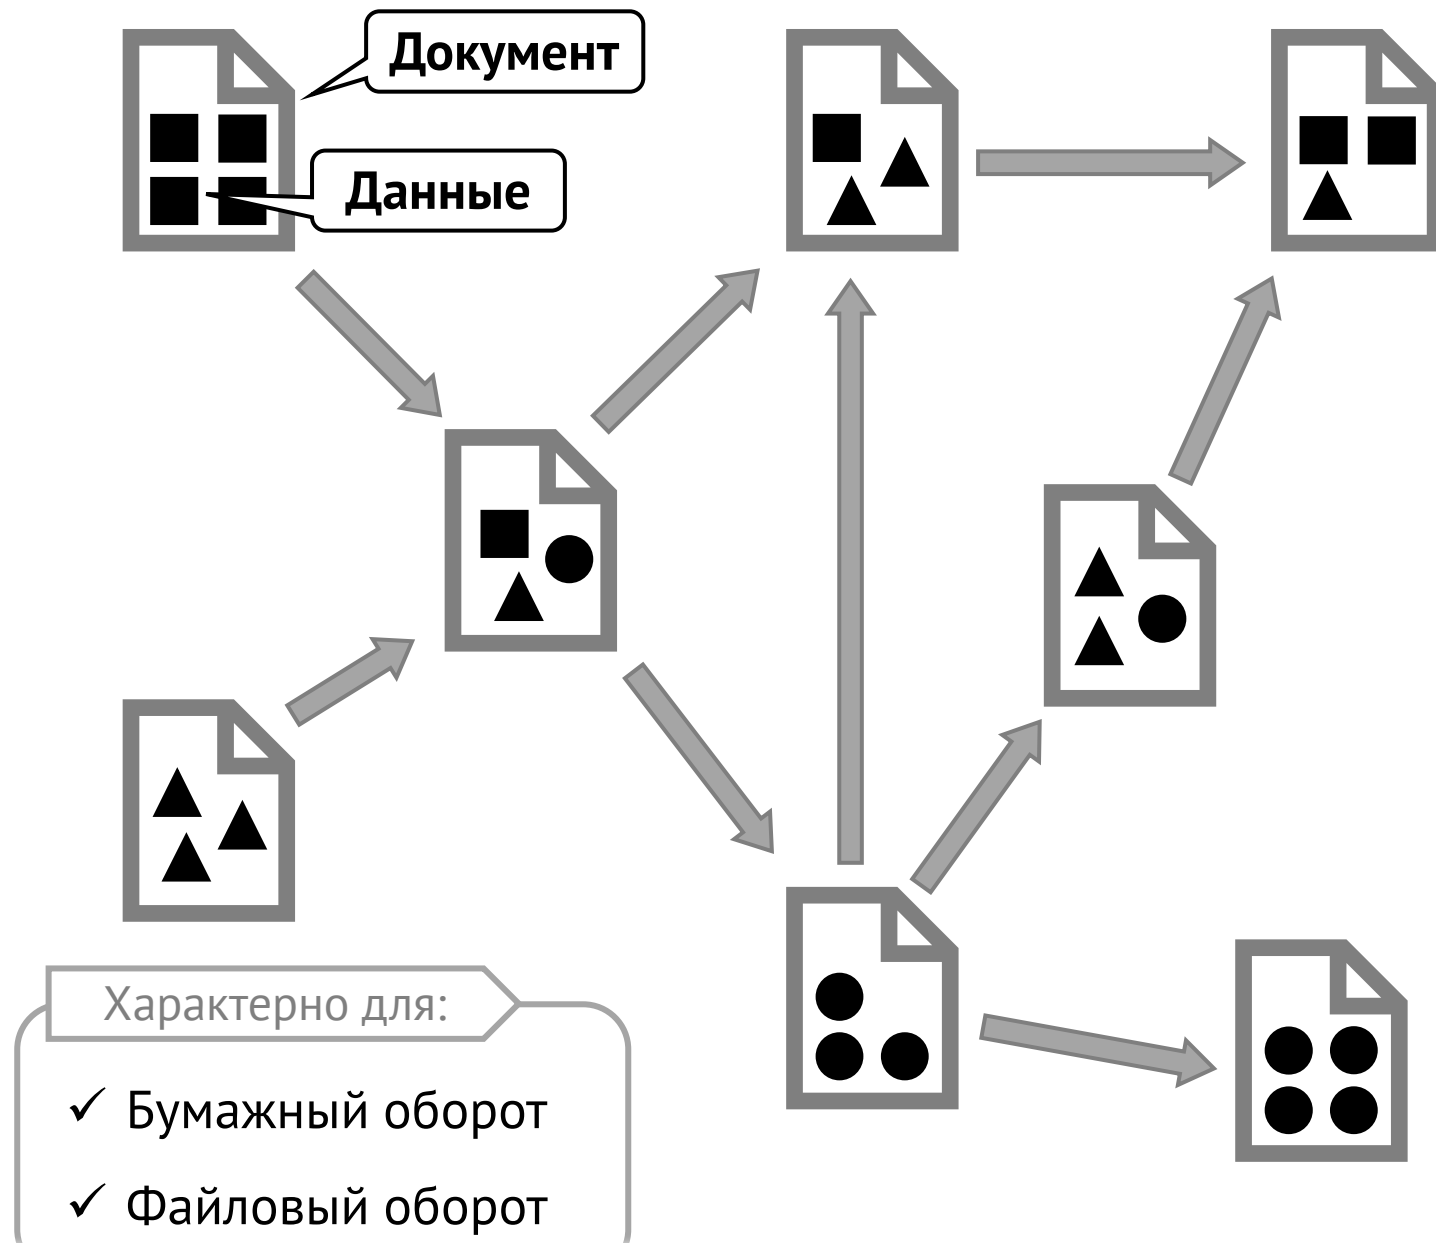 Документ
Данные
Характерно для:
✓ Бумажный оборот
✓ Файловый оборот